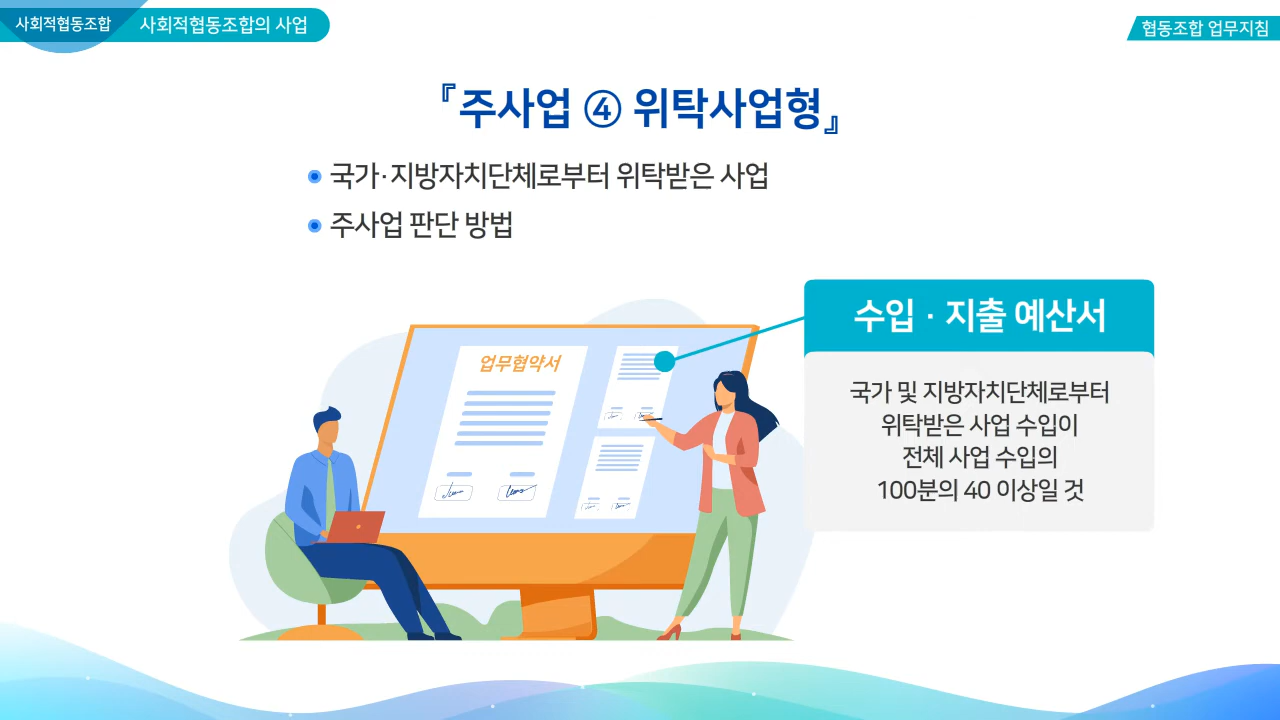 사회적협동조합
사회적협동조합의 사업
협동조합 업무지침
『주사업 ④ 위탁사업형』
국가·지방자치단체로부터 위탁받은 사업
주사업 판단 방법
수입 · 지출 예산서
업무협약서
국가 및 지방자치단체로부터
위탁받은 사업 수입이
전체 사업 수입의
100분의 40 이상일 것